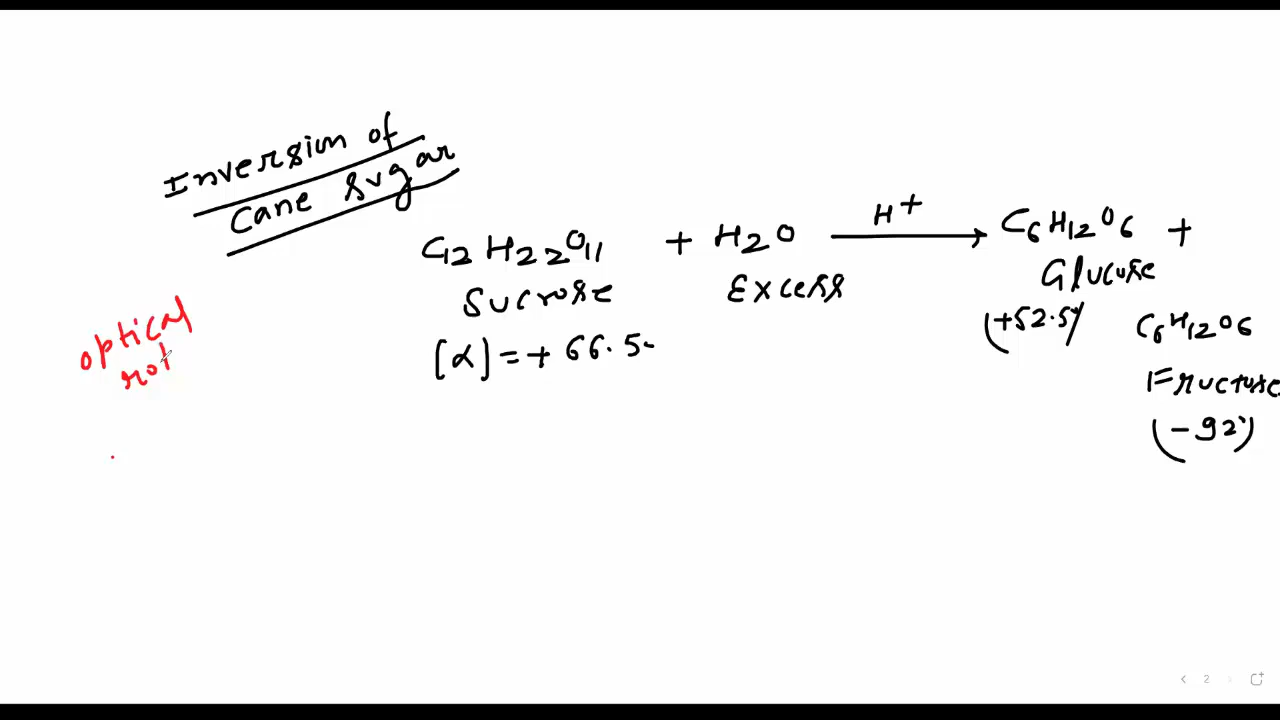 Inversion of
Cane Sugar
C12H22O11 + H2O H+ C6H12O6 +
Sucrose Excess Glucose
[α] = + 66.5° (+52.5°)
C6H12O6
Fructose
(-92°)
optical
rot
2